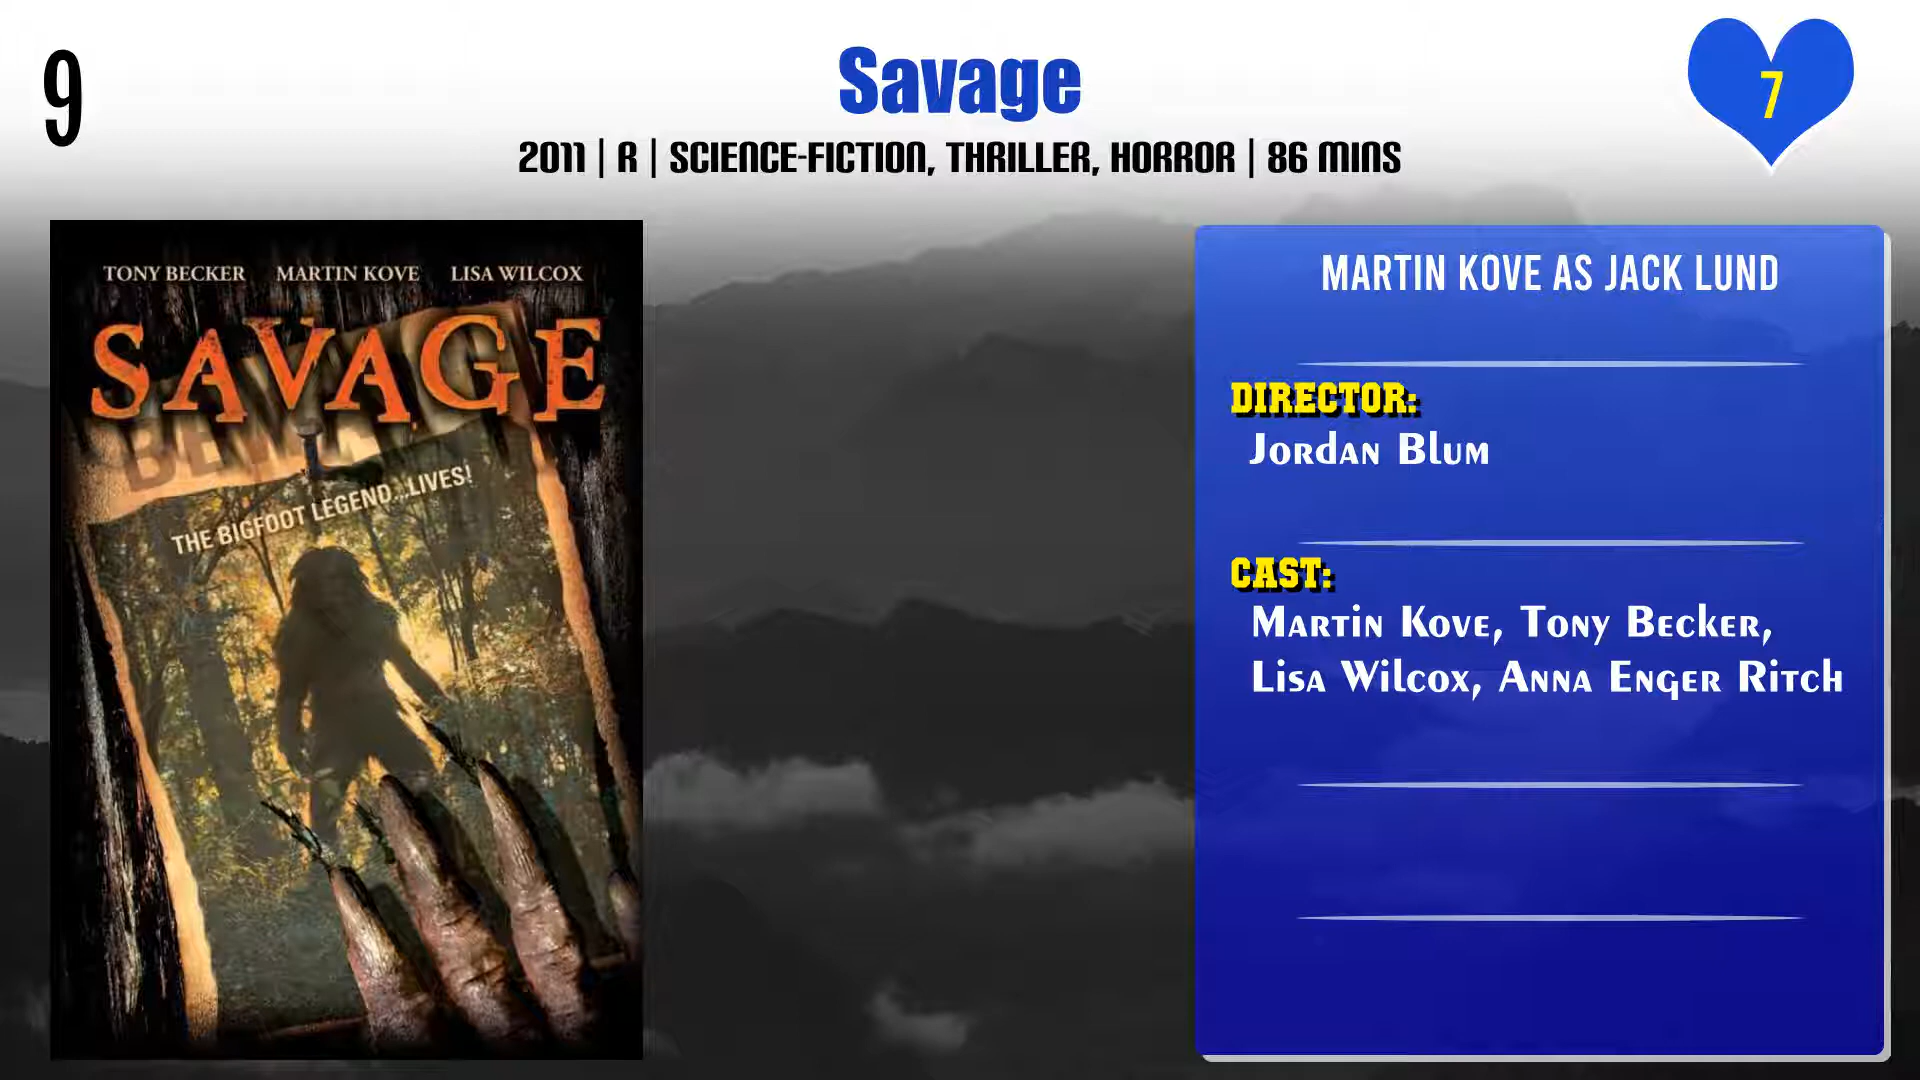 9
Savage
7
2011 | R | SCIENCE-FICTION, THRILLER, HORROR | 86 MINS
TONY BECKER MARTIN KOVE LISA WILCOX
SAVAGE
THE BIGFOOT LEGEND...LIVES!
MARTIN KOVE AS JACK LUND
DIRECTOR:
Jordan Blum
CAST:
Martin Kove, Tony Becker,
Lisa Wilcox, Anna Enger Ritch